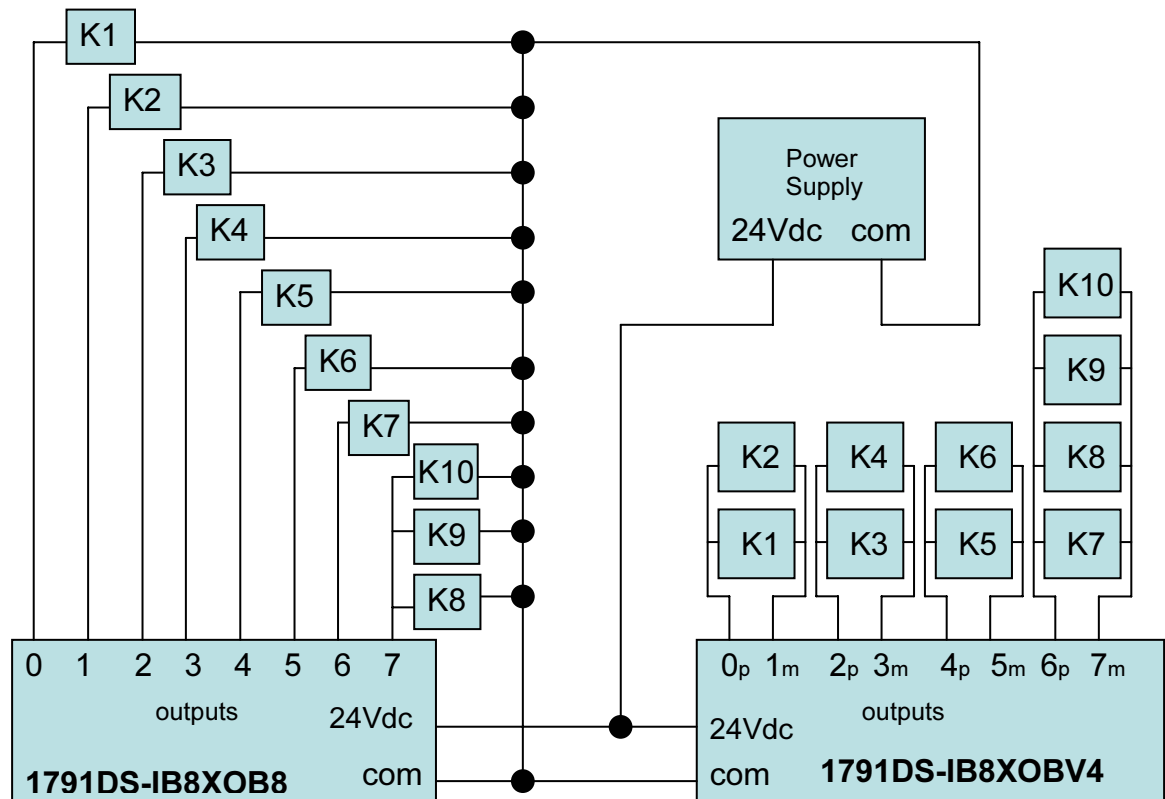 K1
K2
K3
K4
K5
K6
K7
K10
K9
K8
0 1 2 3 4 5 6 7
outputs
24Vdc
com
1791DS-IB8XOB8
Power
Supply
24Vdc com
K10
K9
K2 K4 K6 K8
K1 K3 K5 K7
0p 1m 2p 3m 4p 5m 6p 7m
outputs
24Vdc
com
1791DS-IB8XOBV4